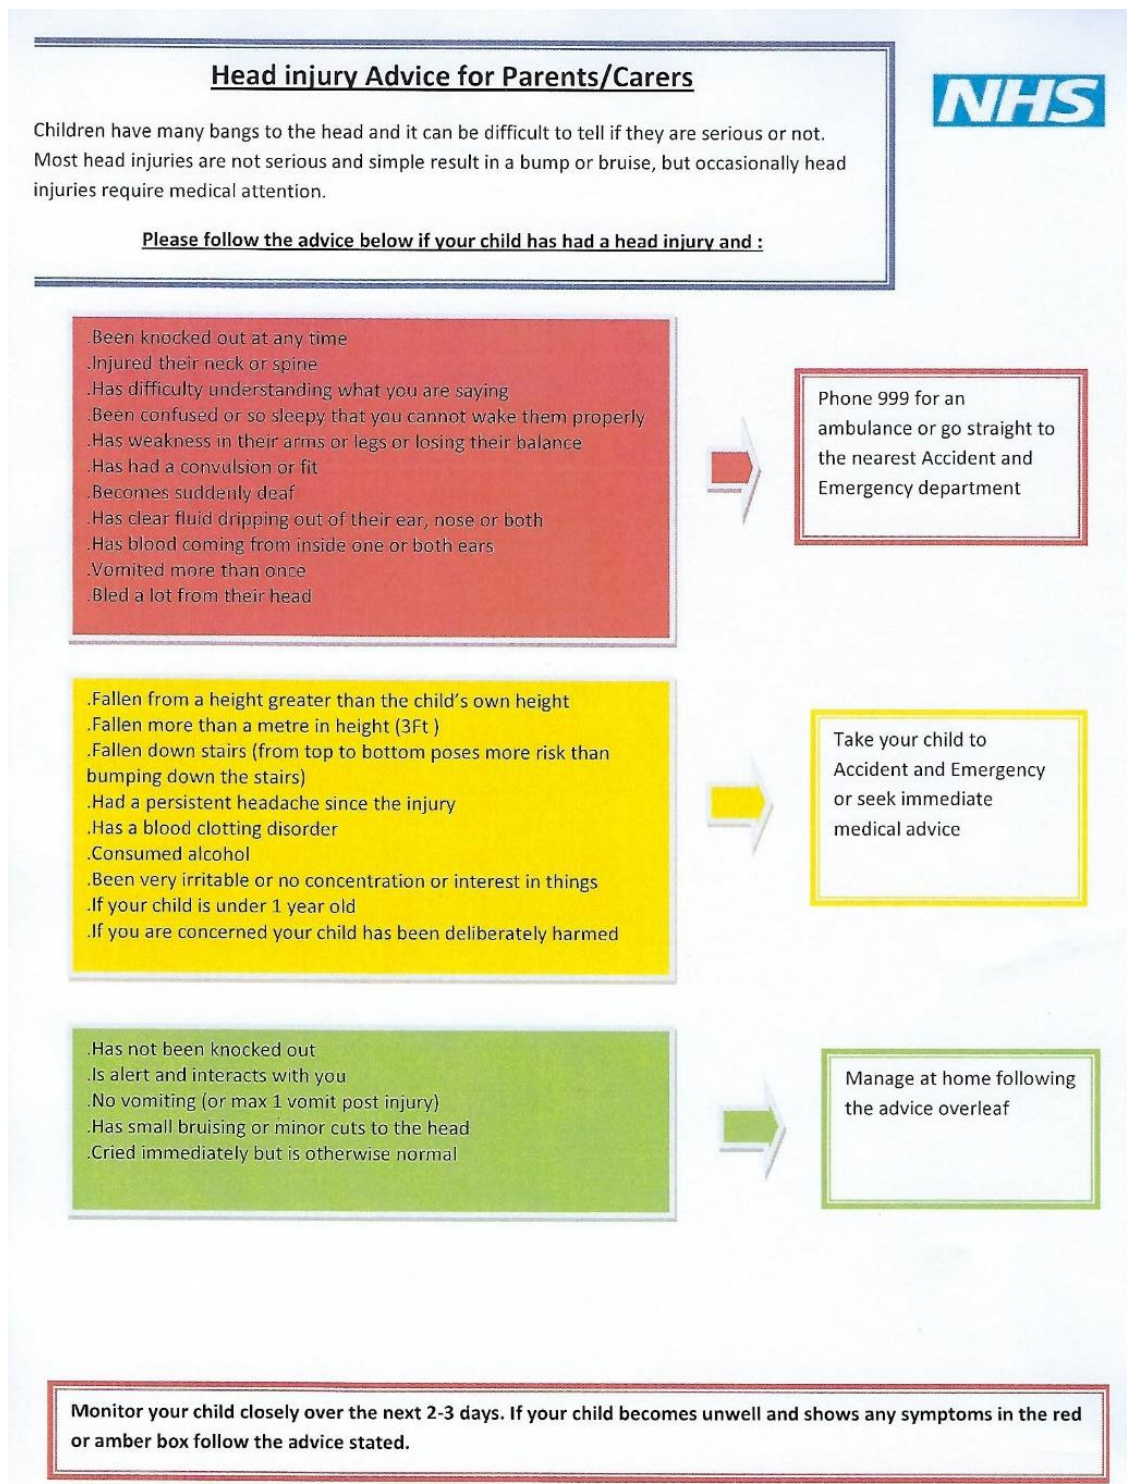 Head injury Advice for Parents/Carers
NHS
Children have many bangs to the head and it can be difficult to tell if they are serious or not.
Most head injuries are not serious and simple result in a bump or bruise, but occasionally head
injuries require medical attention.
Please follow the advice below if your child has had a head injury and :
.Been knocked out at any time
.Injured their neck or spine
.Has difficulty understanding what you are saying
.Been confused or so sleepy that you cannot wake them properly
.Has weakness in their arms or legs or losing their balance
.Has had a convulsion or fit
.Becomes suddenly deaf
.Has clear fluid dripping out of their ear, nose or both
.Has blood coming from inside one or both ears
.Vomited more than once
.Bled a lot from their head
Phone 999 for an
ambulance or go straight to
the nearest Accident and
Emergency department
.Fallen from a height greater than the child's own height
.Fallen more than a metre in height (3Ft )
.Fallen down stairs (from top to bottom poses more risk than
bumping down the stairs)
.Had a persistent headache since the injury
.Has a blood clotting disorder
.Consumed alcohol
.Been very irritable or no concentration or interest in things
.If your child is under 1 year old
.If you are concerned your child has been deliberately harmed
Take your child to
Accident and Emergency
or seek immediate
medical advice
.Has not been knocked out
.Is alert and interacts with you
.No vomiting (or max 1 vomit post injury)
.Has small bruising or minor cuts to the head
.Cried immediately but is otherwise normal
Manage at home following
the advice overleaf
Monitor your child closely over the next 2-3 days. If your child becomes unwell and shows any symptoms in the red
or amber box follow the advice stated.